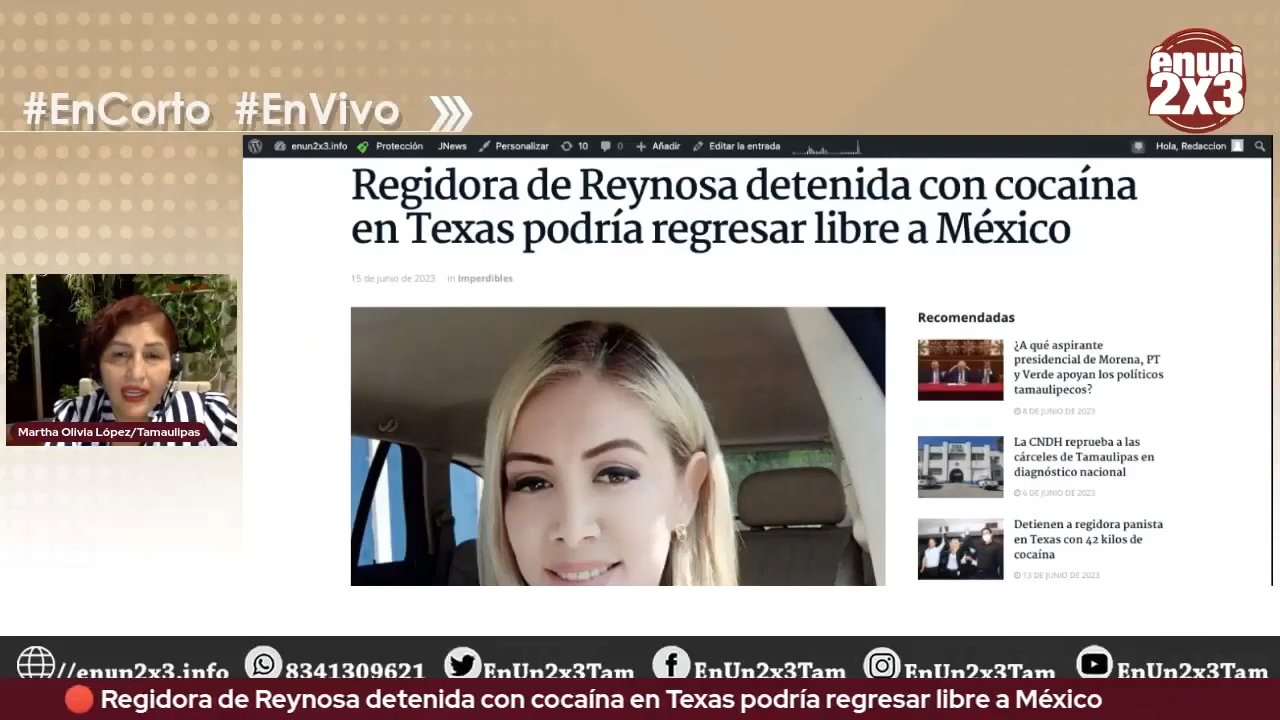 #EnCorto #EnVivo
enun
2x3
enun2x3.info Protección JNews Personalizar 10 0 Añadir Editar la entrada Hola, Redaccion
Regidora de Reynosa detenida con cocaína
en Texas podría regresar libre a México
15 de junio de 2023 in Imperdibles
Recomendadas
¿A qué aspirante
presidencial de Morena, PT
y Verde apoyan los políticos
tamaulipecos?
8 DE JUNIO DE 2023
La CNDH reprueba a las
cárceles de Tamaulipas en
diagnóstico nacional
6 DE JUNIO DE 2023
Detienen a regidora panista
en Texas con 42 kilos de
cocaína
13 DE JUNIO DE 2023
Martha Olivia López/Tamaulipas
//enun2x3.info 8341309621 EnUn2x3Tam EnUn2x3Tam EnUn2x3Tam EnUn2x3Tam
Regidora de Reynosa detenida con cocaína en Texas podría regresar libre a México